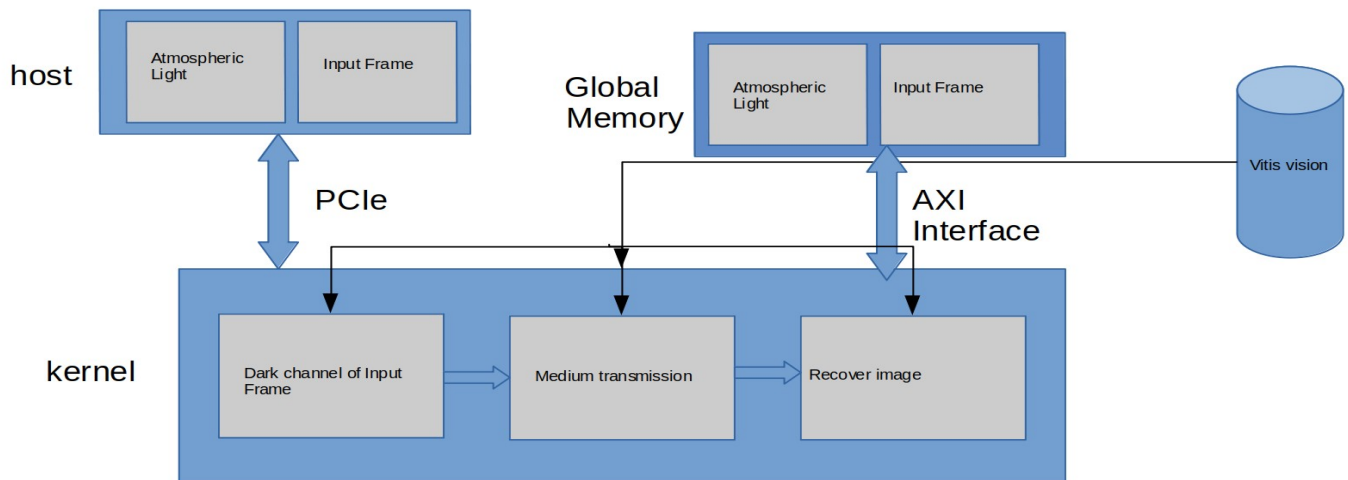 host
Atmospheric
Light
Input Frame
Global
Memory
Atmospheric
Light
Input Frame
Vitis vision
PCIe
AXI
Interface
kernel
Dark channel of Input
Frame
Medium transmission
Recover image